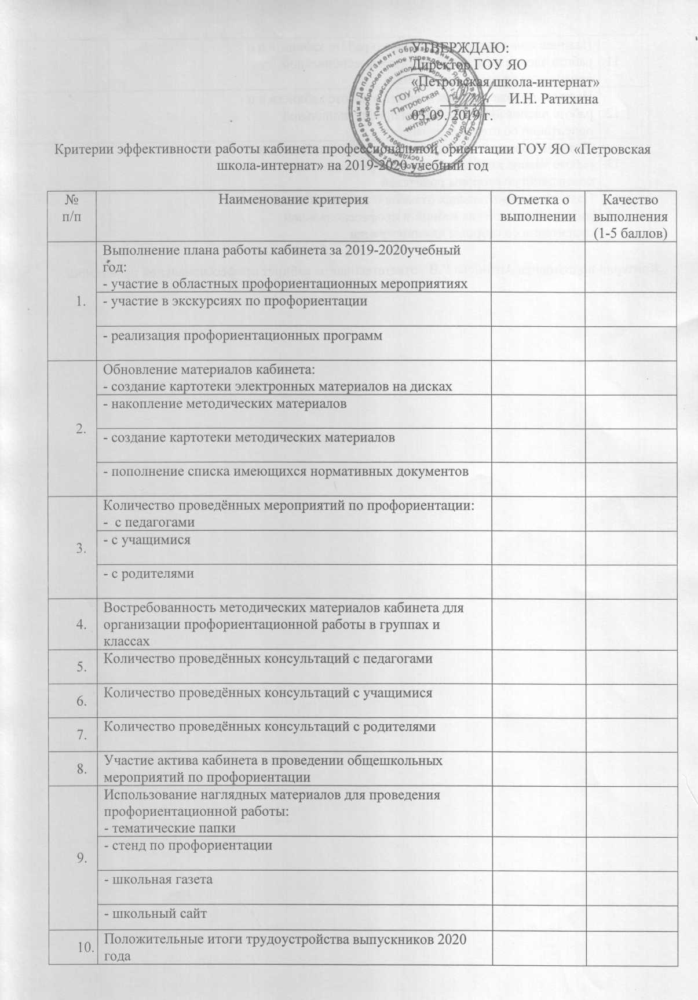 УТВЕРЖДАЮ:
Директор ГОУ ЯО
«Петровская школа-интернат»
И.Н. Ратихина
03.09. 2019 г.
ГОУ ЯО
"Петровская
школа-
-интернат"
Критерии эффективности работы кабинета профессиональной ориентации ГОУ ЯО «Петровская
школа-интернат» на 2019-2020 учебный год
№
п/п
Наименование критерия
Отметка о
выполнении
Качество
выполнения
(1-5 баллов)
1.
Выполнение плана работы кабинета за 2019-2020учебный
год:
- участие в областных профориентационных мероприятиях
- участие в экскурсиях по профориентации
- реализация профориентационных программ
2.
Обновление материалов кабинета:
- создание картотеки электронных материалов на дисках
- накопление методических материалов
- создание картотеки методических материалов
- пополнение списка имеющихся нормативных документов
3.
Количество проведённых мероприятий по профориентации:
- с педагогами
- с учащимися
- с родителями
4.
Востребованность методических материалов кабинета для
организации профориентационной работы в группах и
классах
5.
Количество проведённых консультаций с педагогами
6.
Количество проведённых консультаций с учащимися
7.
Количество проведённых консультаций с родителями
8.
Участие актива кабинета в проведении общешкольных
мероприятий по профориентации
9.
Использование наглядных материалов для проведения
профориентационной работы:
- тематические папки
- стенд по профориентации
- школьная газета
- школьный сайт
10.
Положительные итоги трудоустройства выпускников 2020
года